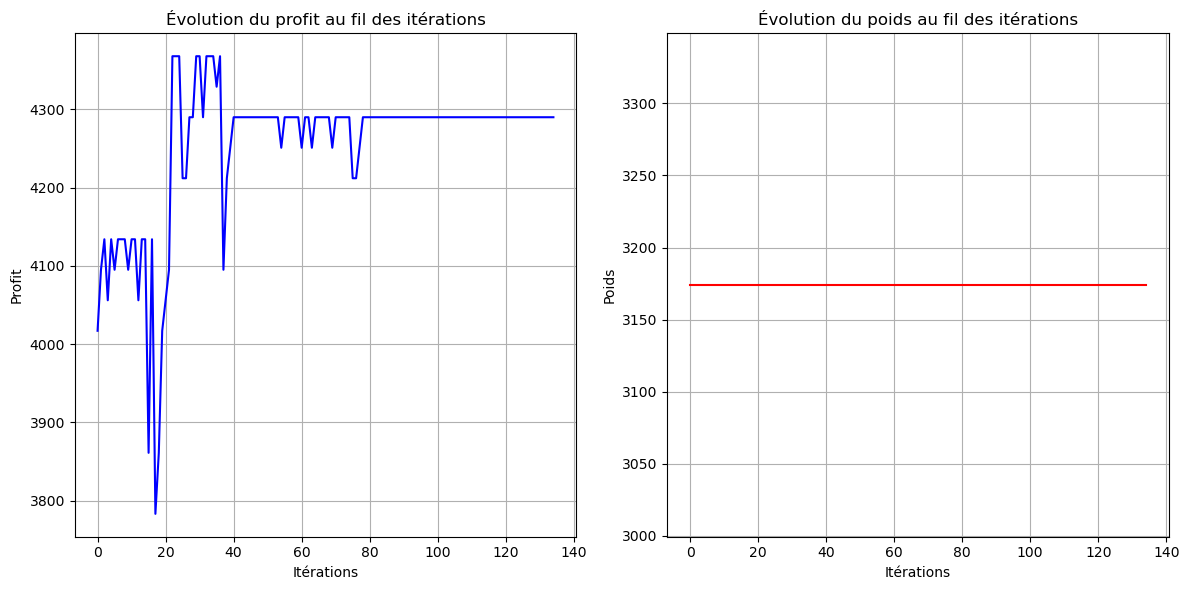 Évolution du profit au fil des itérations
Profit
4300
4200
4100
4000
3900
3800
0 20 40 60 80 100 120 140
Itérations
Évolution du poids au fil des itérations
Poids
3300
3250
3200
3150
3100
3050
3000
0 20 40 60 80 100 120 140
Itérations